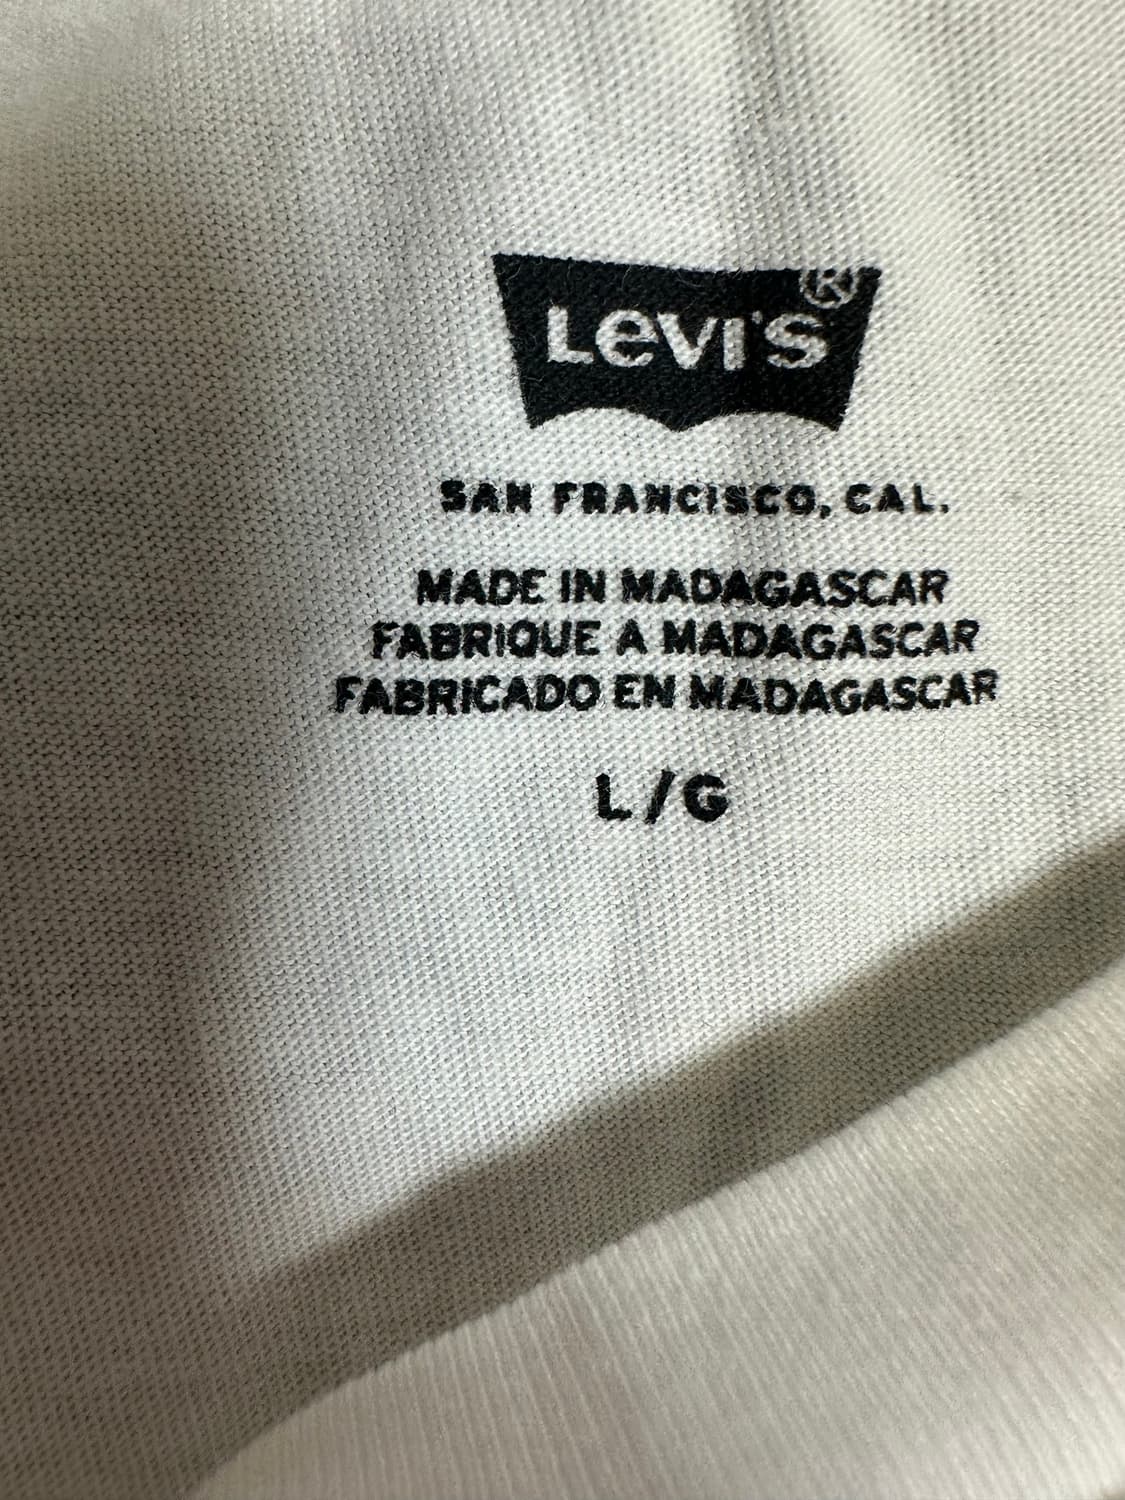 Levi's®
SAN FRANCISCO, CAL.
MADE IN MADAGASCAR
FABRIQUE A MADAGASCAR
FABRICADO EN MADAGASCAR
L/G